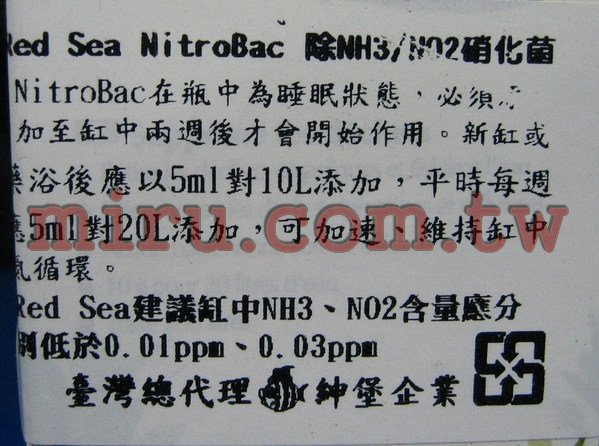 Red Sea NitroBac 除NH3/NO2硝化菌
NitroBac在瓶中為睡眠狀態，必須
加至缸中兩週後才會開始作用。新缸或
藥浴後應以5ml對10L添加，平時每週
應5ml對20L添加，可加速、維持缸中
氮循環。
miru.com.tw
Red Sea建議缸中NH3、NO2含量應分
別低於0.01ppm、0.03ppm
臺灣總代理 紳堡企業